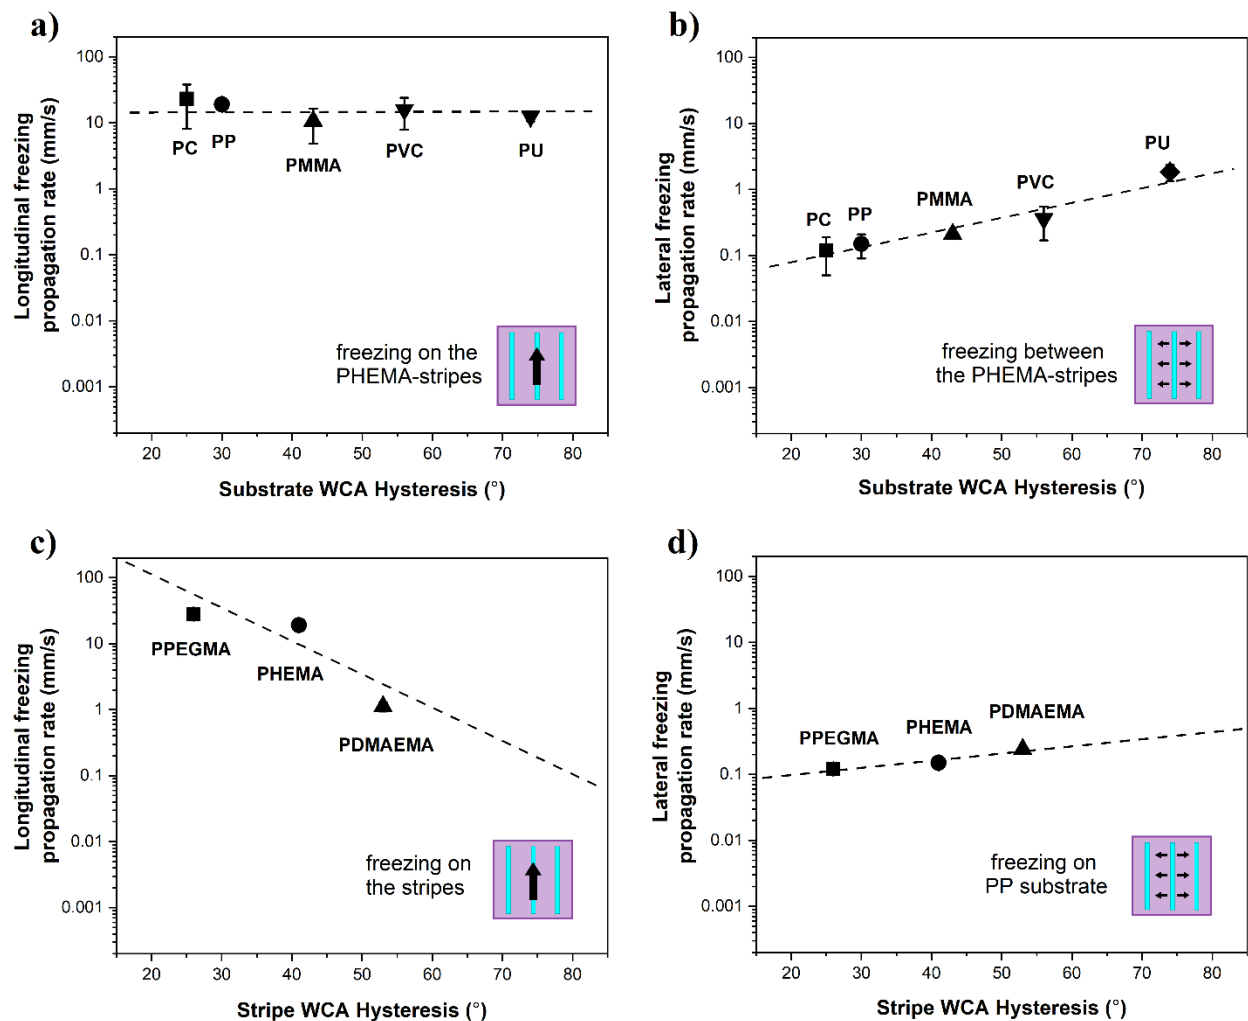 a)
Longitudinal freezing
propagation rate (mm/s)
100
10
1
0.1
0.01
0.001
PC
PP
PMMA
PVC
PU
freezing on the
PHEMA-stripes
20 30 40 50 60 70 80
Substrate WCA Hysteresis (°)
b)
Lateral freezing
propagation rate (mm/s)
100
10
1
0.1
0.01
0.001
PC
PP
PMMA
PVC
PU
freezing between
the PHEMA-stripes
20 30 40 50 60 70 80
Substrate WCA Hysteresis (°)
c)
Longitudinal freezing
propagation rate (mm/s)
100
10
1
0.1
0.01
0.001
PPEGMA
PHEMA
PDMAEMA
freezing on
the stripes
20 30 40 50 60 70 80
Stripe WCA Hysteresis (°)
d)
Lateral freezing
propagation rate (mm/s)
100
10
1
0.1
0.01
0.001
PPEGMA
PHEMA
PDMAEMA
freezing on
PP substrate
20 30 40 50 60 70 80
Stripe WCA Hysteresis (°)